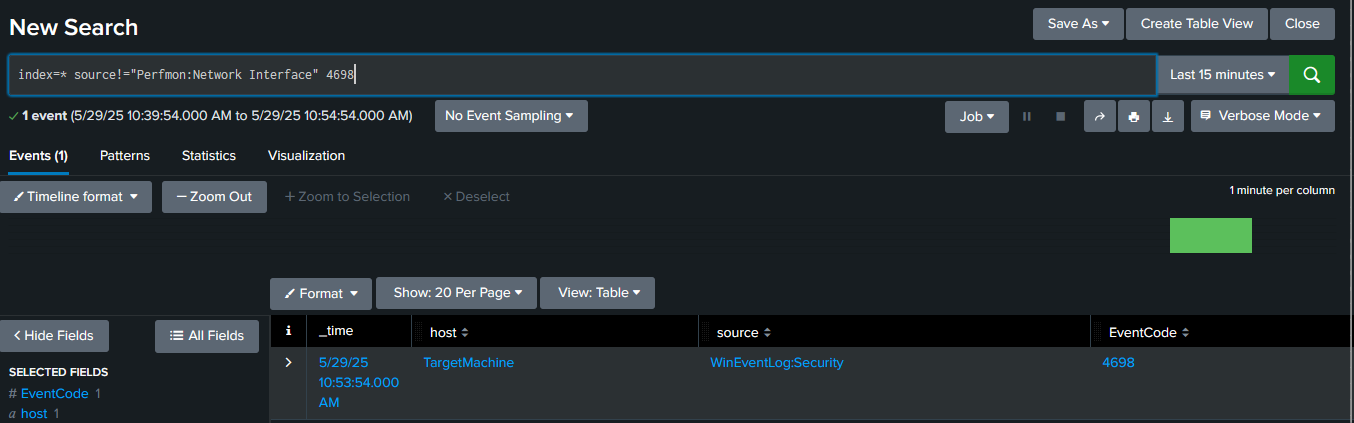 New Search
Save As
Create Table View
Close
index=* source!="Perfmon:Network Interface" 4698
Last 15 minutes
1 event (5/29/25 10:39:54.000 AM to 5/29/25 10:54:54.000 AM)
No Event Sampling
Job
Verbose Mode
Events (1)
Patterns
Statistics
Visualization
Timeline format
— Zoom Out
+ Zoom to Selection
× Deselect
1 minute per column
Format
Show: 20 Per Page
View: Table
< Hide Fields
All Fields
i
_time
host
source
EventCode
SELECTED FIELDS
# EventCode 1
a host 1
> 5/29/25
10:53:54.000
AM
TargetMachine
WinEventLog:Security
4698